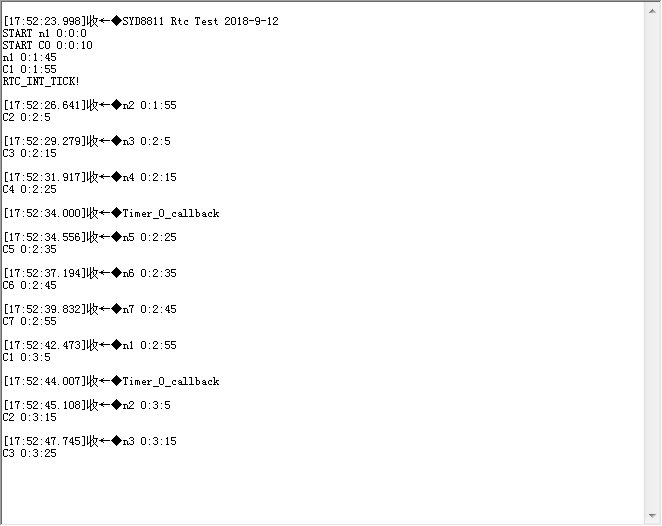 [17:52:23.998]收←◆SYD8811 Rtc Test 2018-9-12
START n1 0:0:0
START C0 0:0:10
n1 0:1:45
C1 0:1:55
RTC_INT_TICK!
[17:52:26.641]收←◆n2 0:1:55
C2 0:2:5
[17:52:29.279]收←◆n3 0:2:5
C3 0:2:15
[17:52:31.917]收←◆n4 0:2:15
C4 0:2:25
[17:52:34.000]收←◆Timer_0_callback
[17:52:34.556]收←◆n5 0:2:25
C5 0:2:35
[17:52:37.194]收←◆n6 0:2:35
C6 0:2:45
[17:52:39.832]收←◆n7 0:2:45
C7 0:2:55
[17:52:42.473]收←◆n1 0:2:55
C1 0:3:5
[17:52:44.007]收←◆Timer_0_callback
[17:52:45.108]收←◆n2 0:3:5
C2 0:3:15
[17:52:47.745]收←◆n3 0:3:15
C3 0:3:25